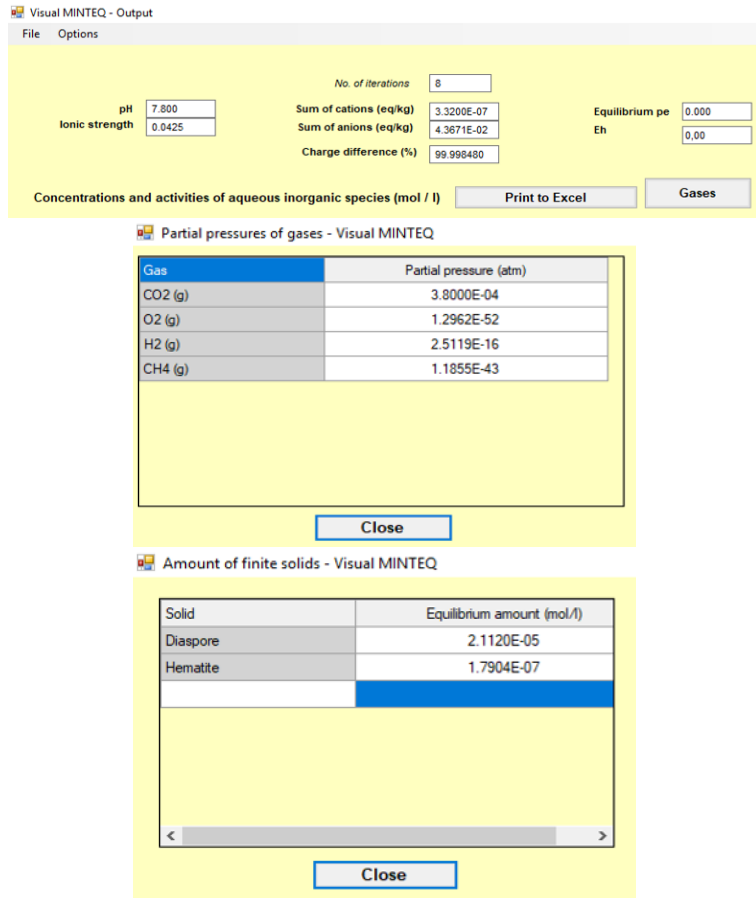 Visual MINTEQ - Output
File Options
No. of iterations 8
pH 7.800 Sum of cations (eq/kg) 3.3200E-07 Equilibrium pe 0.000
Ionic strength 0.0425 Sum of anions (eq/kg) 4.3671E-02 Eh 0,00
Charge difference (%) 99.998480
Concentrations and activities of aqueous inorganic species (mol / l) Print to Excel Gases
Partial pressures of gases - Visual MINTEQ
Gas Partial pressure (atm)
CO2 (g) 3.8000E-04
O2 (g) 1.2962E-52
H2 (g) 2.5119E-16
CH4 (g) 1.1855E-43
Close
Amount of finite solids - Visual MINTEQ
Solid Equilibrium amount (mol/l)
Diaspore 2.1120E-05
Hematite 1.7904E-07
Close